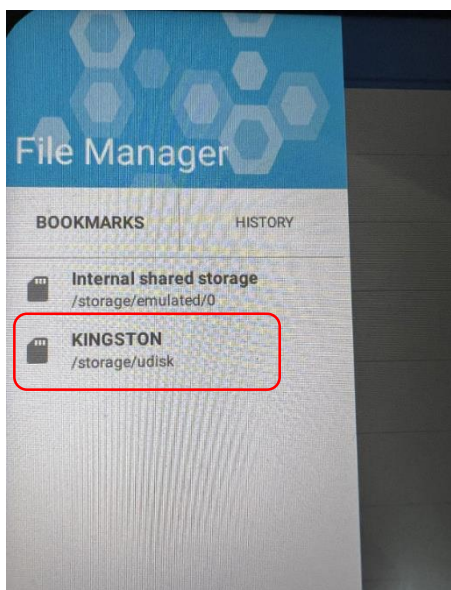 File Manager
BOOKMARKS
HISTORY
Internal shared storage
/storage/emulated/0
KINGSTON
/storage/udisk